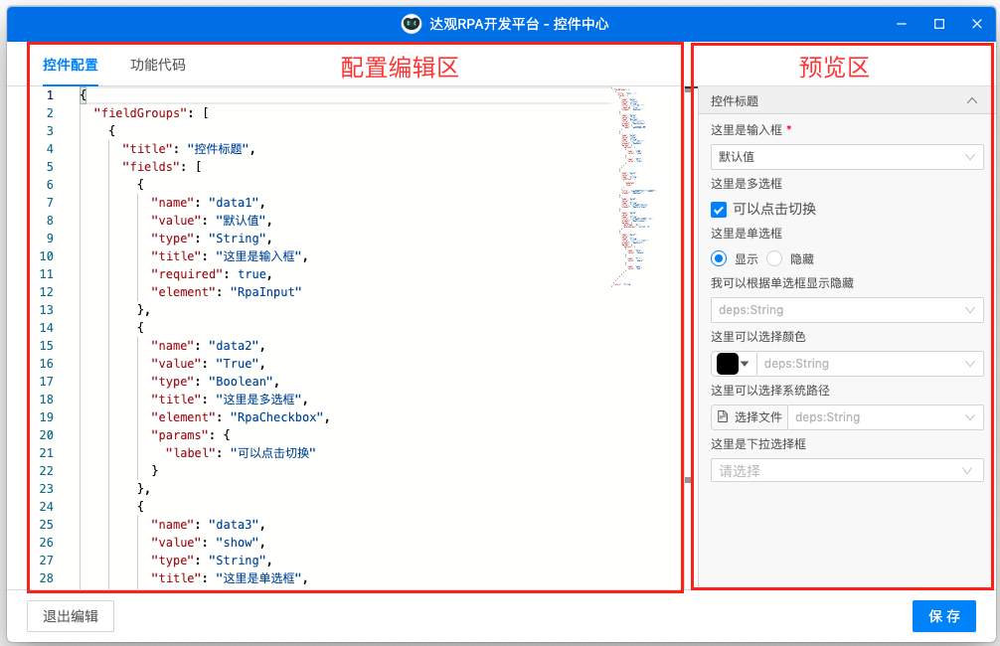 达观RPA开发平台 - 控件中心
控件配置 功能代码
配置编辑区
1 {
2 "fieldGroups": [
3 {
4 "title": "控件标题",
5 "fields": [
6 {
7 "name": "data1",
8 "value": "默认值",
9 "type": "String",
10 "title": "这里是输入框",
11 "required": true,
12 "element": "RpaInput"
13 },
14 {
15 "name": "data2",
16 "value": "True",
17 "type": "Boolean",
18 "title": "这里是多选框",
19 "element": "RpaCheckbox",
20 "params": {
21 "label": "可以点击切换"
22 }
23 },
24 {
25 "name": "data3",
26 "value": "show",
27 "type": "String",
28 "title": "这里是单选框",
预览区
控件标题
这里是输入框 *
默认值
这里是多选框
可以点击切换
这里是单选框
显示 隐藏
我可以根据单选框显示隐藏
deps:String
这里可以选择颜色
deps:String
这里可以选择系统路径
选择文件 deps:String
这里是下拉选择框
请选择
退出编辑
保 存